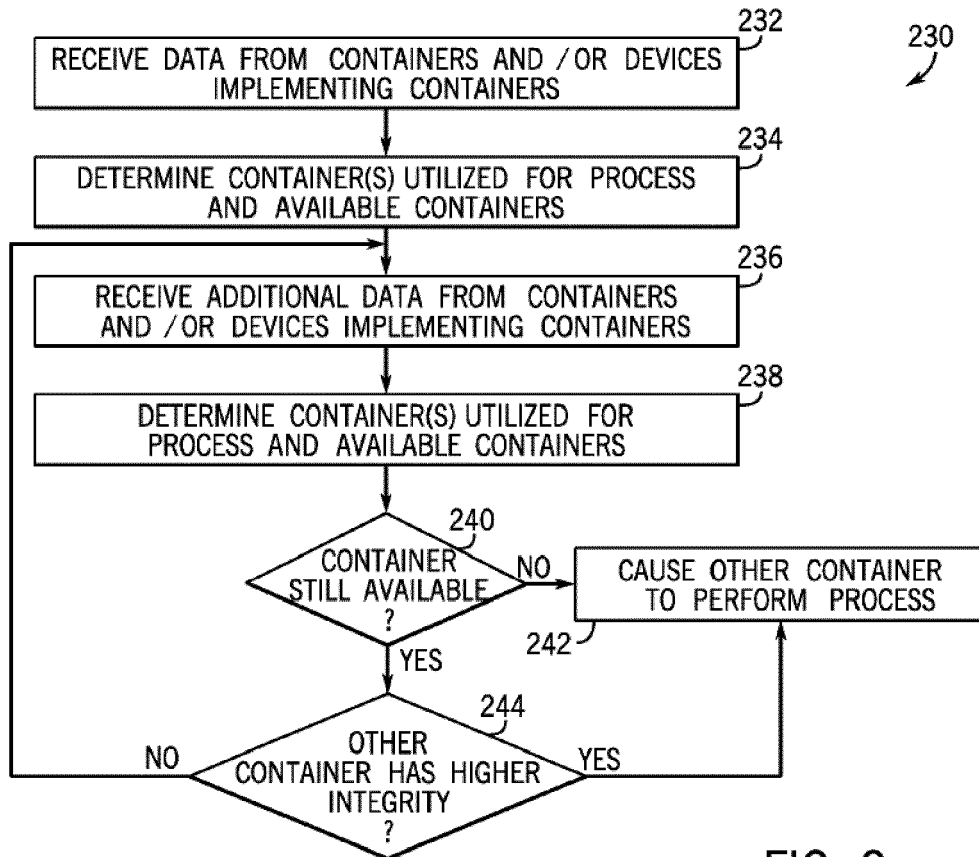 232
230
RECEIVE DATA FROM CONTAINERS AND / OR DEVICES
IMPLEMENTING CONTAINERS
234
DETERMINE CONTAINER(S) UTILIZED FOR PROCESS
AND AVAILABLE CONTAINERS
236
RECEIVE ADDITIONAL DATA FROM CONTAINERS
AND / OR DEVICES IMPLEMENTING CONTAINERS
238
DETERMINE CONTAINER(S) UTILIZED FOR
PROCESS AND AVAILABLE CONTAINERS
240
CONTAINER
STILL AVAILABLE
?
NO
CAUSE OTHER CONTAINER
TO PERFORM PROCESS
242
YES
244
OTHER
CONTAINER HAS HIGHER
INTEGRITY
?
NO
YES